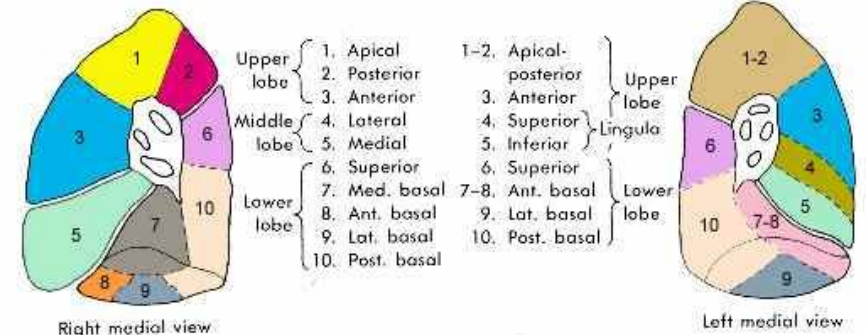 1
2
3
6
10
7
5
8
9
Right medial view
Upper lobe
1. Apical
2. Posterior
3. Anterior
Middle lobe
4. Lateral
5. Medial
Lower lobe
6. Superior
7. Med. basal
8. Ant. basal
9. Lat. basal
10. Post. basal
1-2. Apical-
posterior
3. Anterior
4. Superior
5. Inferior
Lingula
Upper
lobe
6. Superior
7-8. Ant. basal
9. Lat. basal
10. Post. basal
Lower
lobe
1-2
3
6
4
5
10
7-8
9
Left medial view